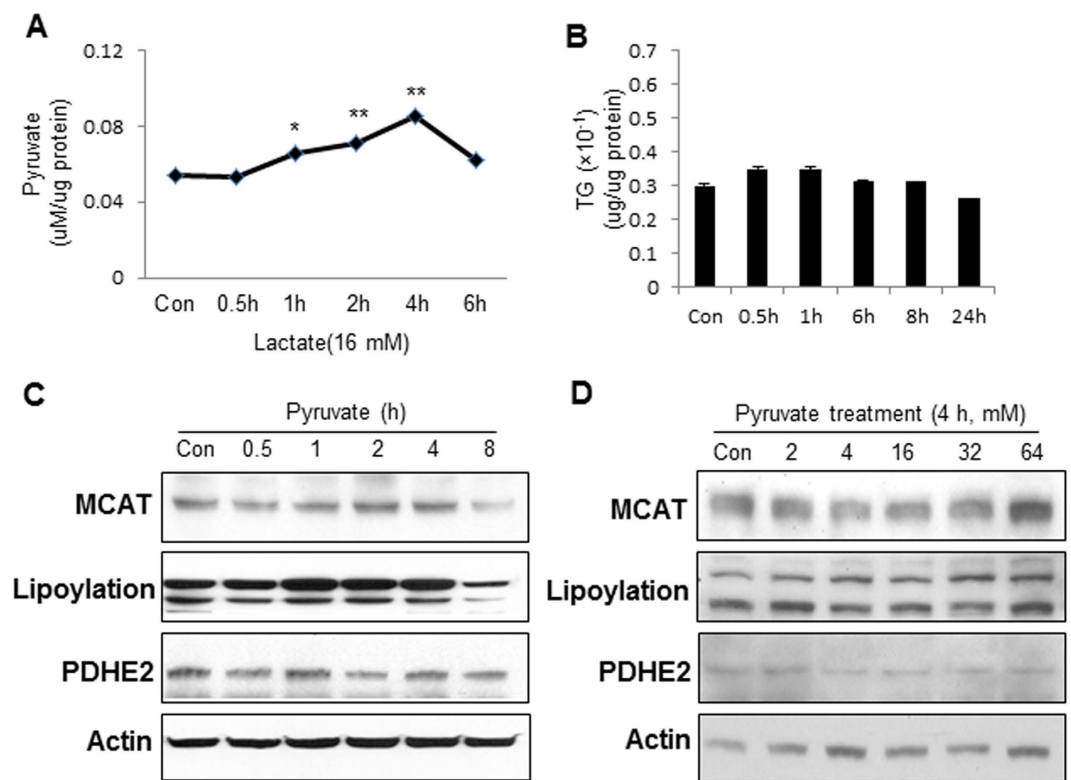 A
0.12
0.08
0.04
0
Pyruvate
(uM/ug protein)
*
**
**
Con 0.5h 1h 2h 4h 6h
Lactate(16 mM)
B
0.7
0.6
0.5
0.4
0.3
0.2
0.1
0
TG (×10-1)
(ug/ug protein)
Con 0.5h 1h 6h 8h 24h
C
Pyruvate (h)
Con 0.5 1 2 4 8
MCAT
Lipoylation
PDHE2
Actin
D
Pyruvate treatment (4 h, mM)
Con 2 4 16 32 64
MCAT
Lipoylation
PDHE2
Actin